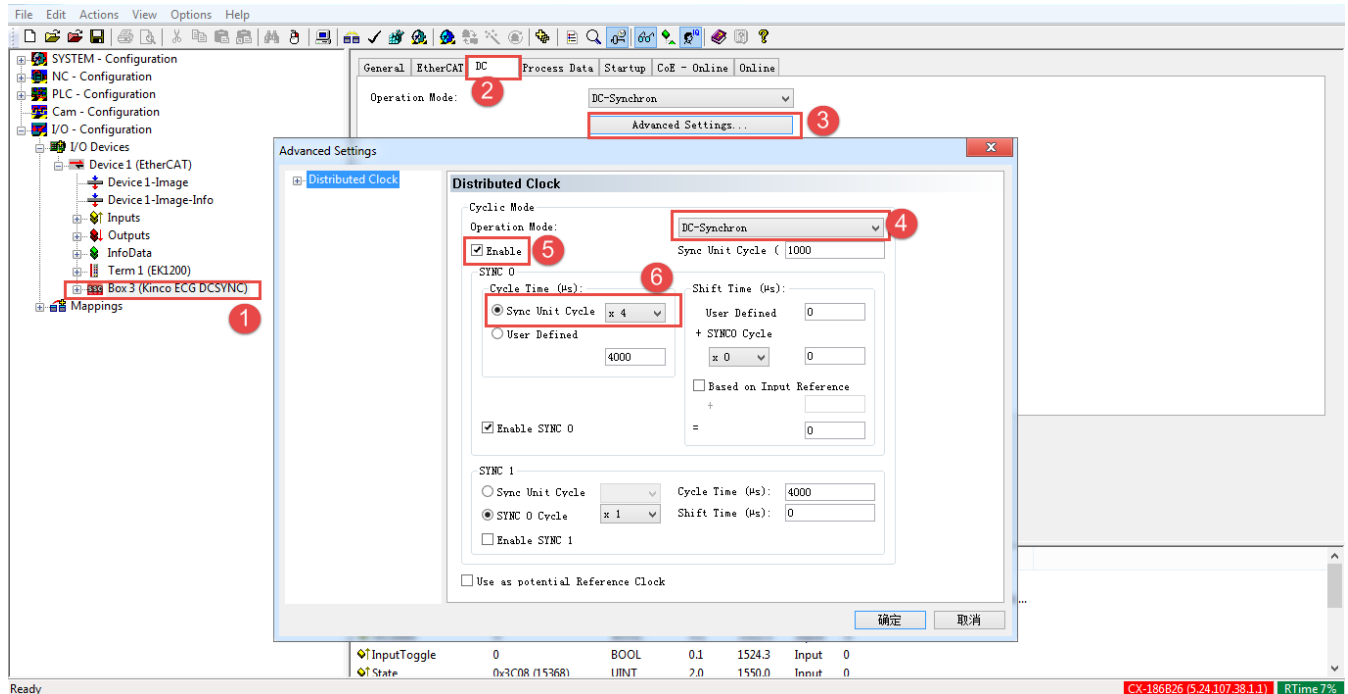 File Edit Actions View Options Help
SYSTEM - Configuration
NC - Configuration
PLC - Configuration
Cam - Configuration
I/O - Configuration
I/O Devices
Device 1 (EtherCAT)
Device 1-Image
Device 1-Image-Info
Inputs
Outputs
InfoData
Term 1 (EK1200)
Box 3 (Kinco ECG DCSYNC)
Mappings
1
General EtherCAT DC Process Data Startup CoE - Online Online
2
Operation Mode: DC-Synchron
Advanced Settings... 3
Advanced Settings
Distributed Clock
Distributed Clock
Cyclic Mode
Operation Mode: DC-Synchron 4
Enable 5 Sync Unit Cycle ( 1000
SYNC 0
6
Cycle Time (µs): Shift Time (µs):
Sync Unit Cycle x 4 User Defined 0
User Defined + SYNC0 Cycle
4000 x 0 0
Based on Input Reference
+
Enable SYNC 0 = 0
SYNC 1
Sync Unit Cycle Cycle Time (µs): 4000
SYNC 0 Cycle x 1 Shift Time (µs): 0
Enable SYNC 1
Use as potential Reference Clock
确定 取消
...
InputToggle 0 BOOL 0.1 1524.3 Input 0
State 0x3C08 (15368) UINT 2.0 1550.0 Input 0
Ready CX-186B26 (5.24.107.38.1.1) RTime 7%